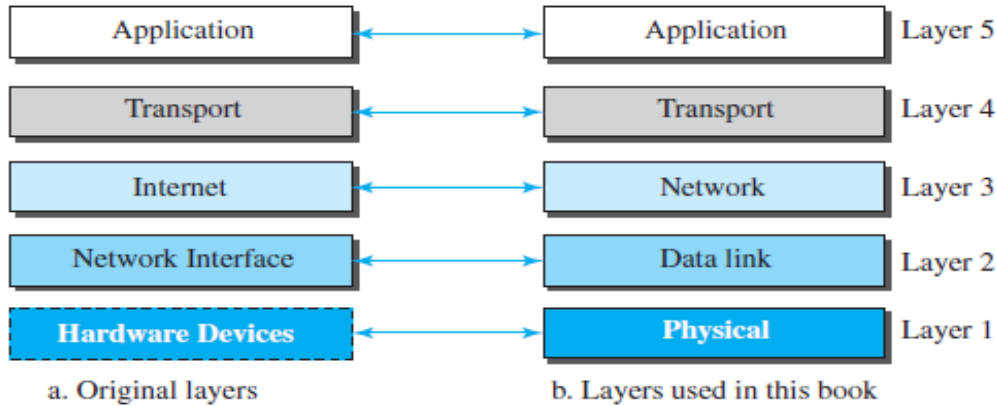 Application Application Layer 5
Transport Transport Layer 4
Internet Network Layer 3
Network Interface Data link Layer 2
Hardware Devices Physical Layer 1
a. Original layers b. Layers used in this book